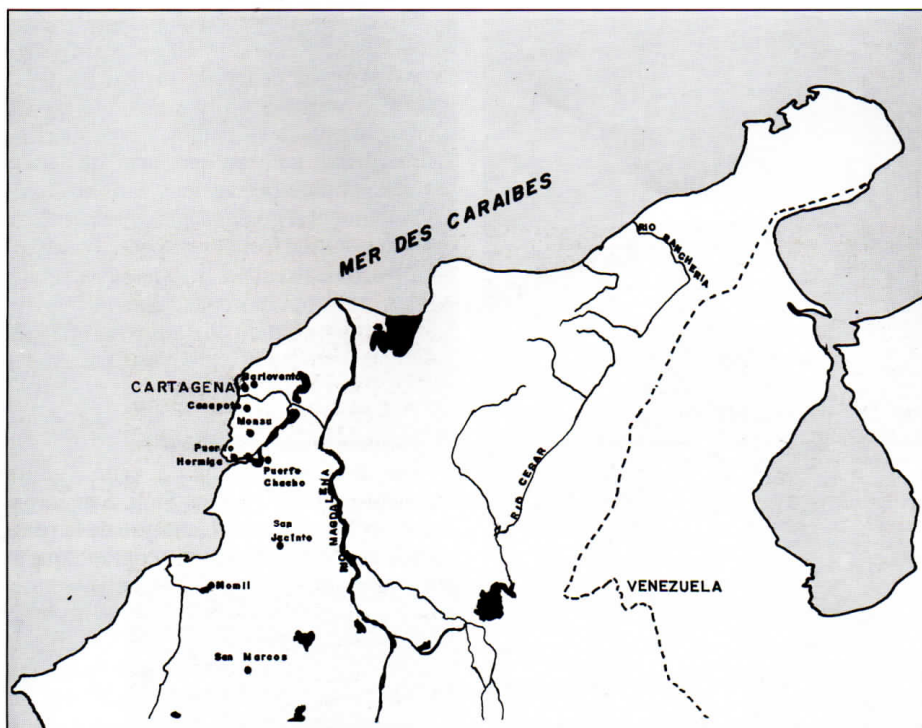 MER DES CARAIBES
RIO RANCHERIA
Barlovento
CARTAGENA
Canapote
Monsu
Puerto
Hormiga
Puerto
Chacho
RIO MAGDALENA
RIO CESAR
San
Jacinto
Momil
VENEZUELA
San Marcos